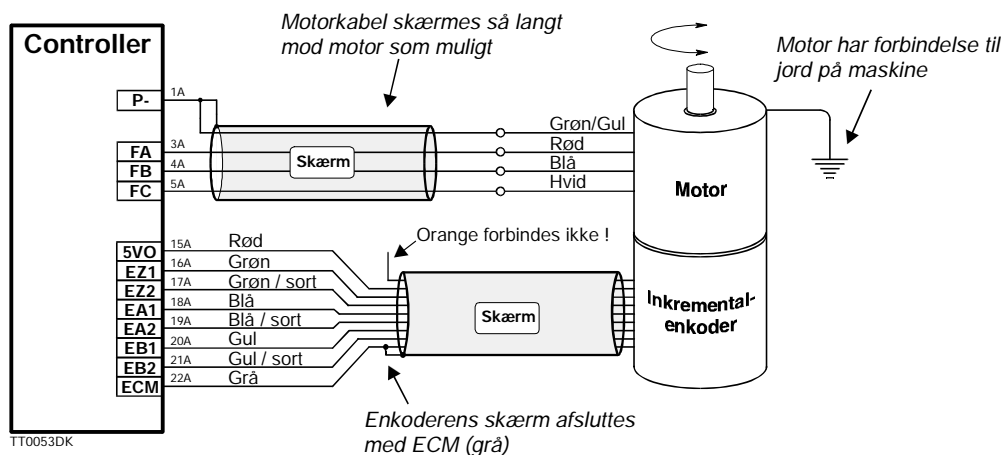 Motorkabel skærmes så langt
mod motor som muligt
Controller
Motor har forbindelse til
jord på maskine
P-
1A
Grøn/Gul
FA
3A
Rød
FB
4A
Blå
FC
5A
Hvid
Skærm
Motor
Orange forbindes ikke !
5VO
15A
Rød
EZ1
16A
Grøn
EZ2
17A
Grøn / sort
EA1
18A
Blå
EA2
19A
Blå / sort
EB1
20A
Gul
EB2
21A
Gul / sort
ECM
22A
Grå
Skærm
Inkremental-
enkoder
Enkoderens skærm afsluttes
med ECM (grå)
TT0053DK